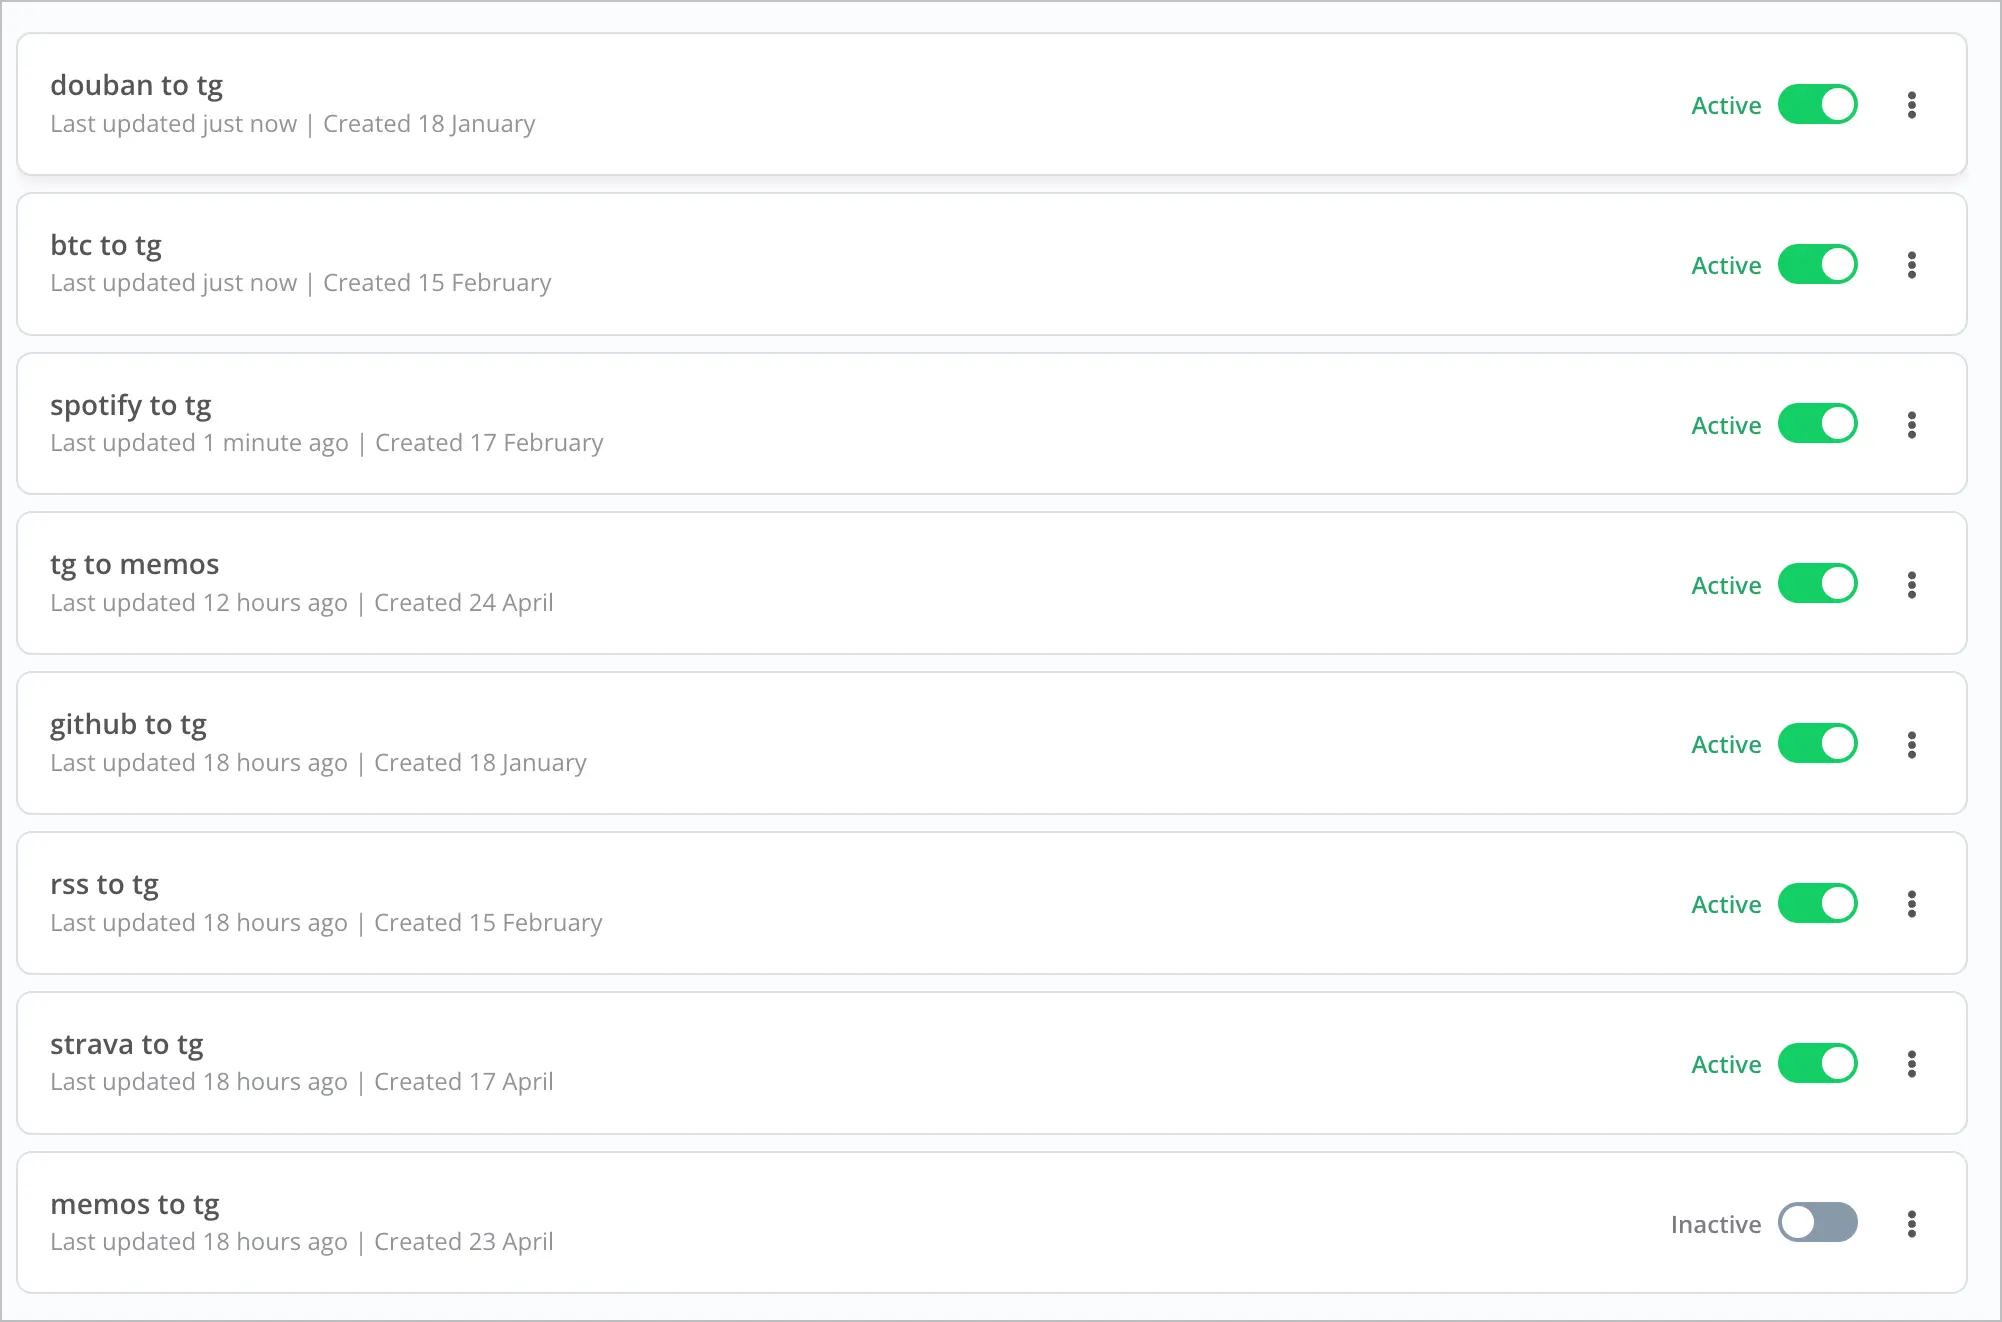 douban to tg
Last updated just now | Created 18 January
Active
btc to tg
Last updated just now | Created 15 February
Active
spotify to tg
Last updated 1 minute ago | Created 17 February
Active
tg to memos
Last updated 12 hours ago | Created 24 April
Active
github to tg
Last updated 18 hours ago | Created 18 January
Active
rss to tg
Last updated 18 hours ago | Created 15 February
Active
strava to tg
Last updated 18 hours ago | Created 17 April
Active
memos to tg
Last updated 18 hours ago | Created 23 April
Inactive